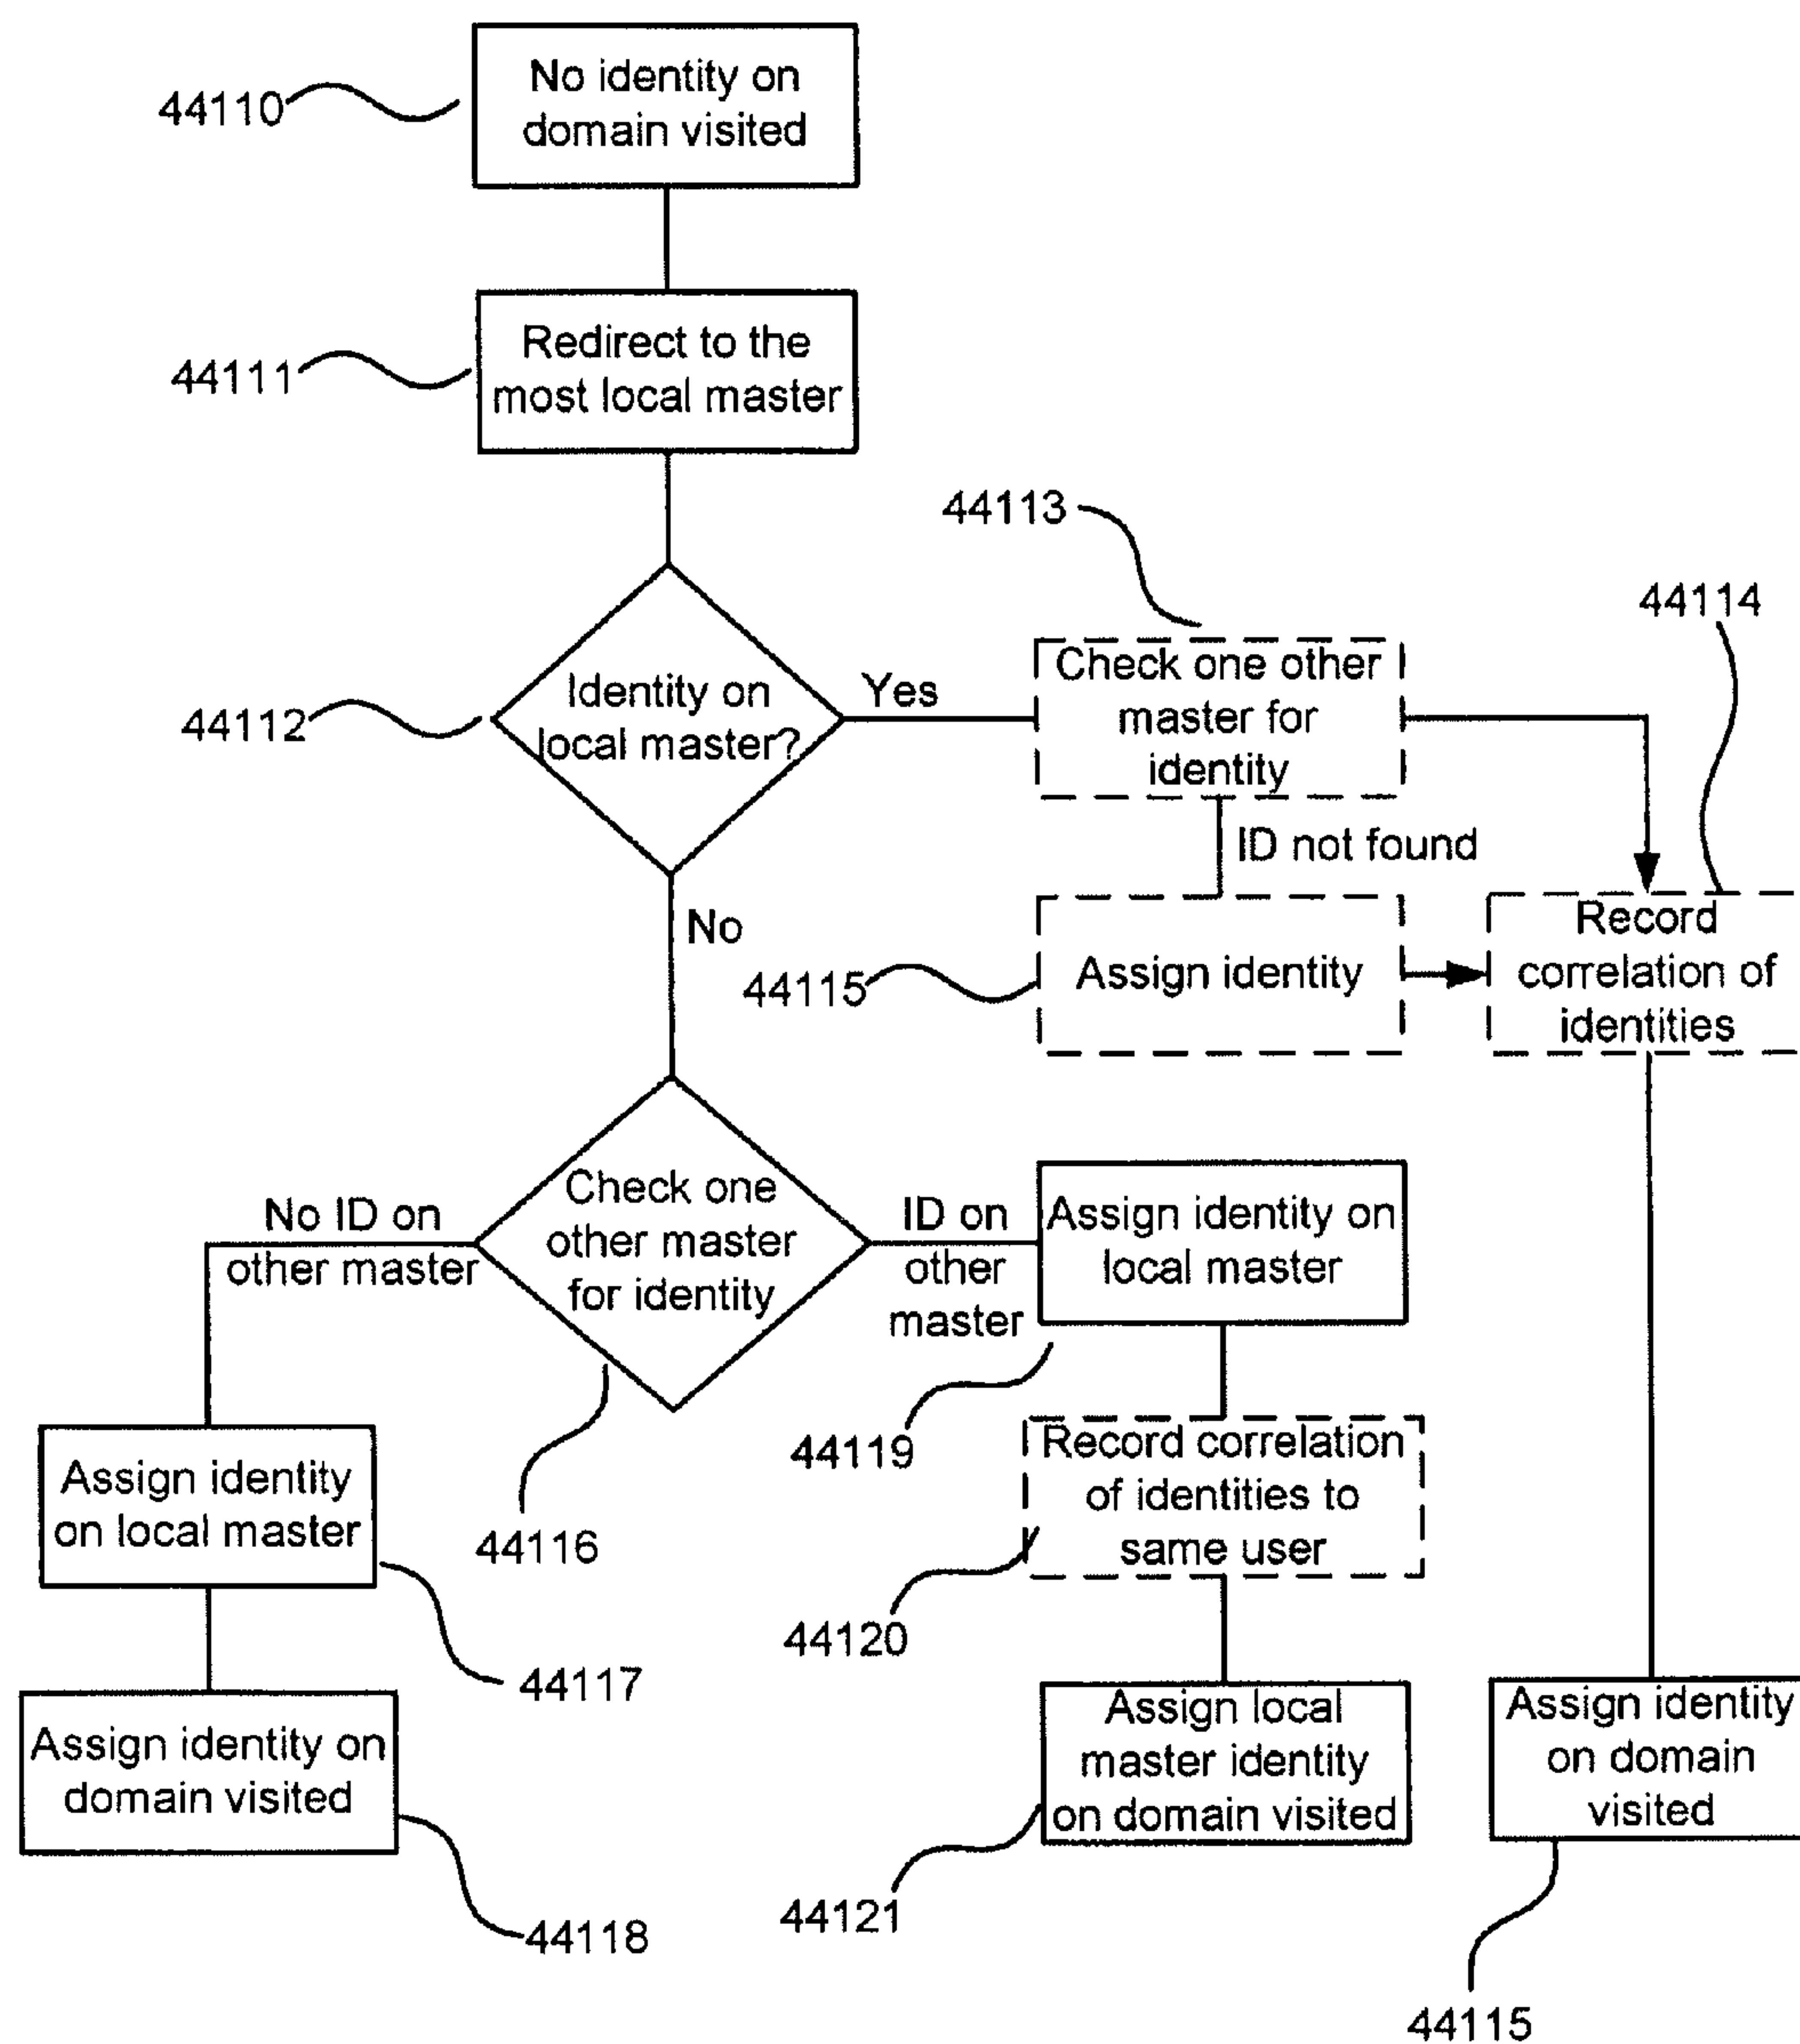 No identity on
domain visited
44110
Redirect to the
most local master
44111
44113
44114
Identity on
local master?
44112
Yes
Check one other
master for
identity
ID not found
No
44115
Assign identity
Record
correlation of
identities
No ID on
other master
Check one
other master
for identity
ID on
other
master
Assign identity on
local master
44116
44119
Assign identity
on local master
Record correlation
of identities to
same user
44117
44120
Assign identity on
domain visited
Assign local
master identity
on domain visited
Assign identity
on domain
visited
44118
44121
44115